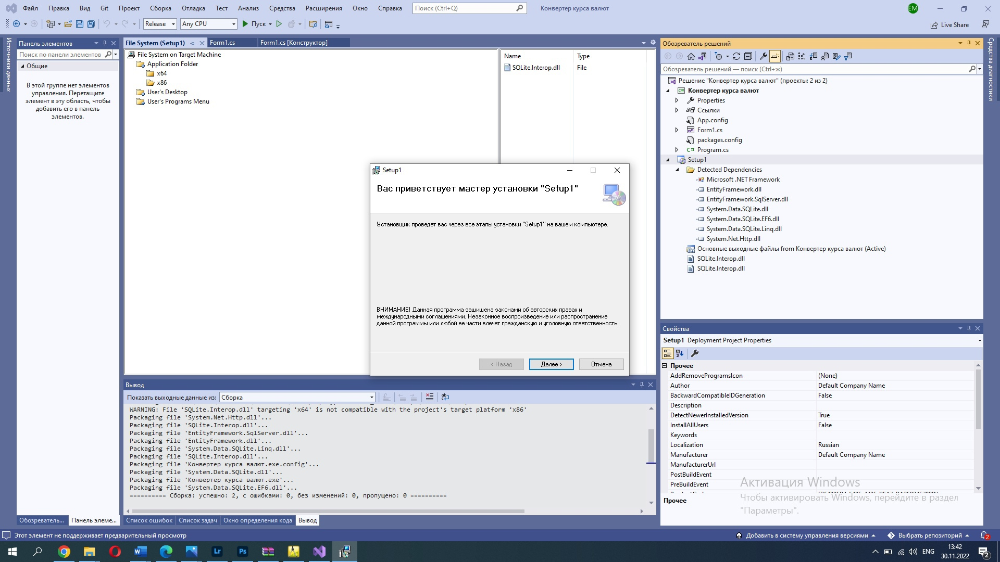 Файл Правка Вид Git Проект Сборка Отладка Тест Анализ Средства Расширения Окно Справка Поиск (Ctrl+Q) Конвертер курса валют EM
Release Any CPU Пуск Live Share
Источники данных
Панель элементов
Поиск по панели элементов
Общие
В этой группе нет элементов
управления. Перетащите
элемент в эту область, чтобы
добавить его в панель
элементов.
Обозреватель... Панель элеме...
File System (Setup1) Form1.cs Form1.cs [Конструктор]
File System on Target Machine
Application Folder
x64
x86
User's Desktop
User's Programs Menu
Name Type
SQLite.Interop.dll File
Setup1
Вас приветствует мастер установки "Setup1"
Установщик проведет вас через все этапы установки "Setup1" на вашем компьютере.
ВНИМАНИЕ! Данная программа защищена законами об авторских правах и
международными соглашениями. Незаконное воспроизведение или распространение
данной программы или любой ее части влечет гражданскую и уголовную ответственность.
< Назад Далее > Отмена
Вывод
Показать выходные данные из: Сборка
WARNING: File 'SQLite.Interop.dll' targeting 'x64' is not compatible with the project's target platform 'x86'
Packaging file 'System.Net.Http.dll'...
Packaging file 'SQLite.Interop.dll'...
Packaging file 'EntityFramework.SqlServer.dll'...
Packaging file 'EntityFramework.dll'...
Packaging file 'System.Data.SQLite.Linq.dll'...
Packaging file 'SQLite.Interop.dll'...
Packaging file 'Конвертер курса валют.exe.config'...
Packaging file 'System.Data.SQLite.dll'...
Packaging file 'Конвертер курса валют.exe'...
Packaging file 'System.Data.SQLite.EF6.dll'...
========== Сборка: успешно: 2, с ошибками: 0, без изменений: 0, пропущено: 0 ==========
Список ошибок Список задач Окно определения кода Вывод
Обозреватель решений
Обозреватель решений — поиск (Ctrl+ж)
Решение "Конвертер курса валют" (проекты: 2 из 2)
Конвертер курса валют
Properties
Ссылки
App.config
Form1.cs
packages.config
Program.cs
Setup1
Detected Dependencies
Microsoft .NET Framework
EntityFramework.dll
EntityFramework.SqlServer.dll
System.Data.SQLite.dll
System.Data.SQLite.EF6.dll
System.Data.SQLite.Linq.dll
System.Net.Http.dll
Основные выходные файлы from Конвертер курса валют (Active)
SQLite.Interop.dll
SQLite.Interop.dll
Средства диагностики
Свойства
Setup1 Deployment Project Properties
Прочее
AddRemoveProgramsIcon (None)
Author Default Company Name
BackwardCompatibleIDGeneration False
Description
DetectNewerInstalledVersion True
InstallAllUsers False
Keywords
Localization Russian
Manufacturer Default Company Name
ManufacturerUrl
PostBuildEvent
PreBuildEvent
Прочее
Активация Windows
Чтобы активировать Windows, перейдите в раздел
"Параметры".
Этот элемент не поддерживает предварительный просмотр Добавить в систему управления версиями Выбрать репозиторий 2
W Lr Ps ENG 13:42
30.11.2022 2